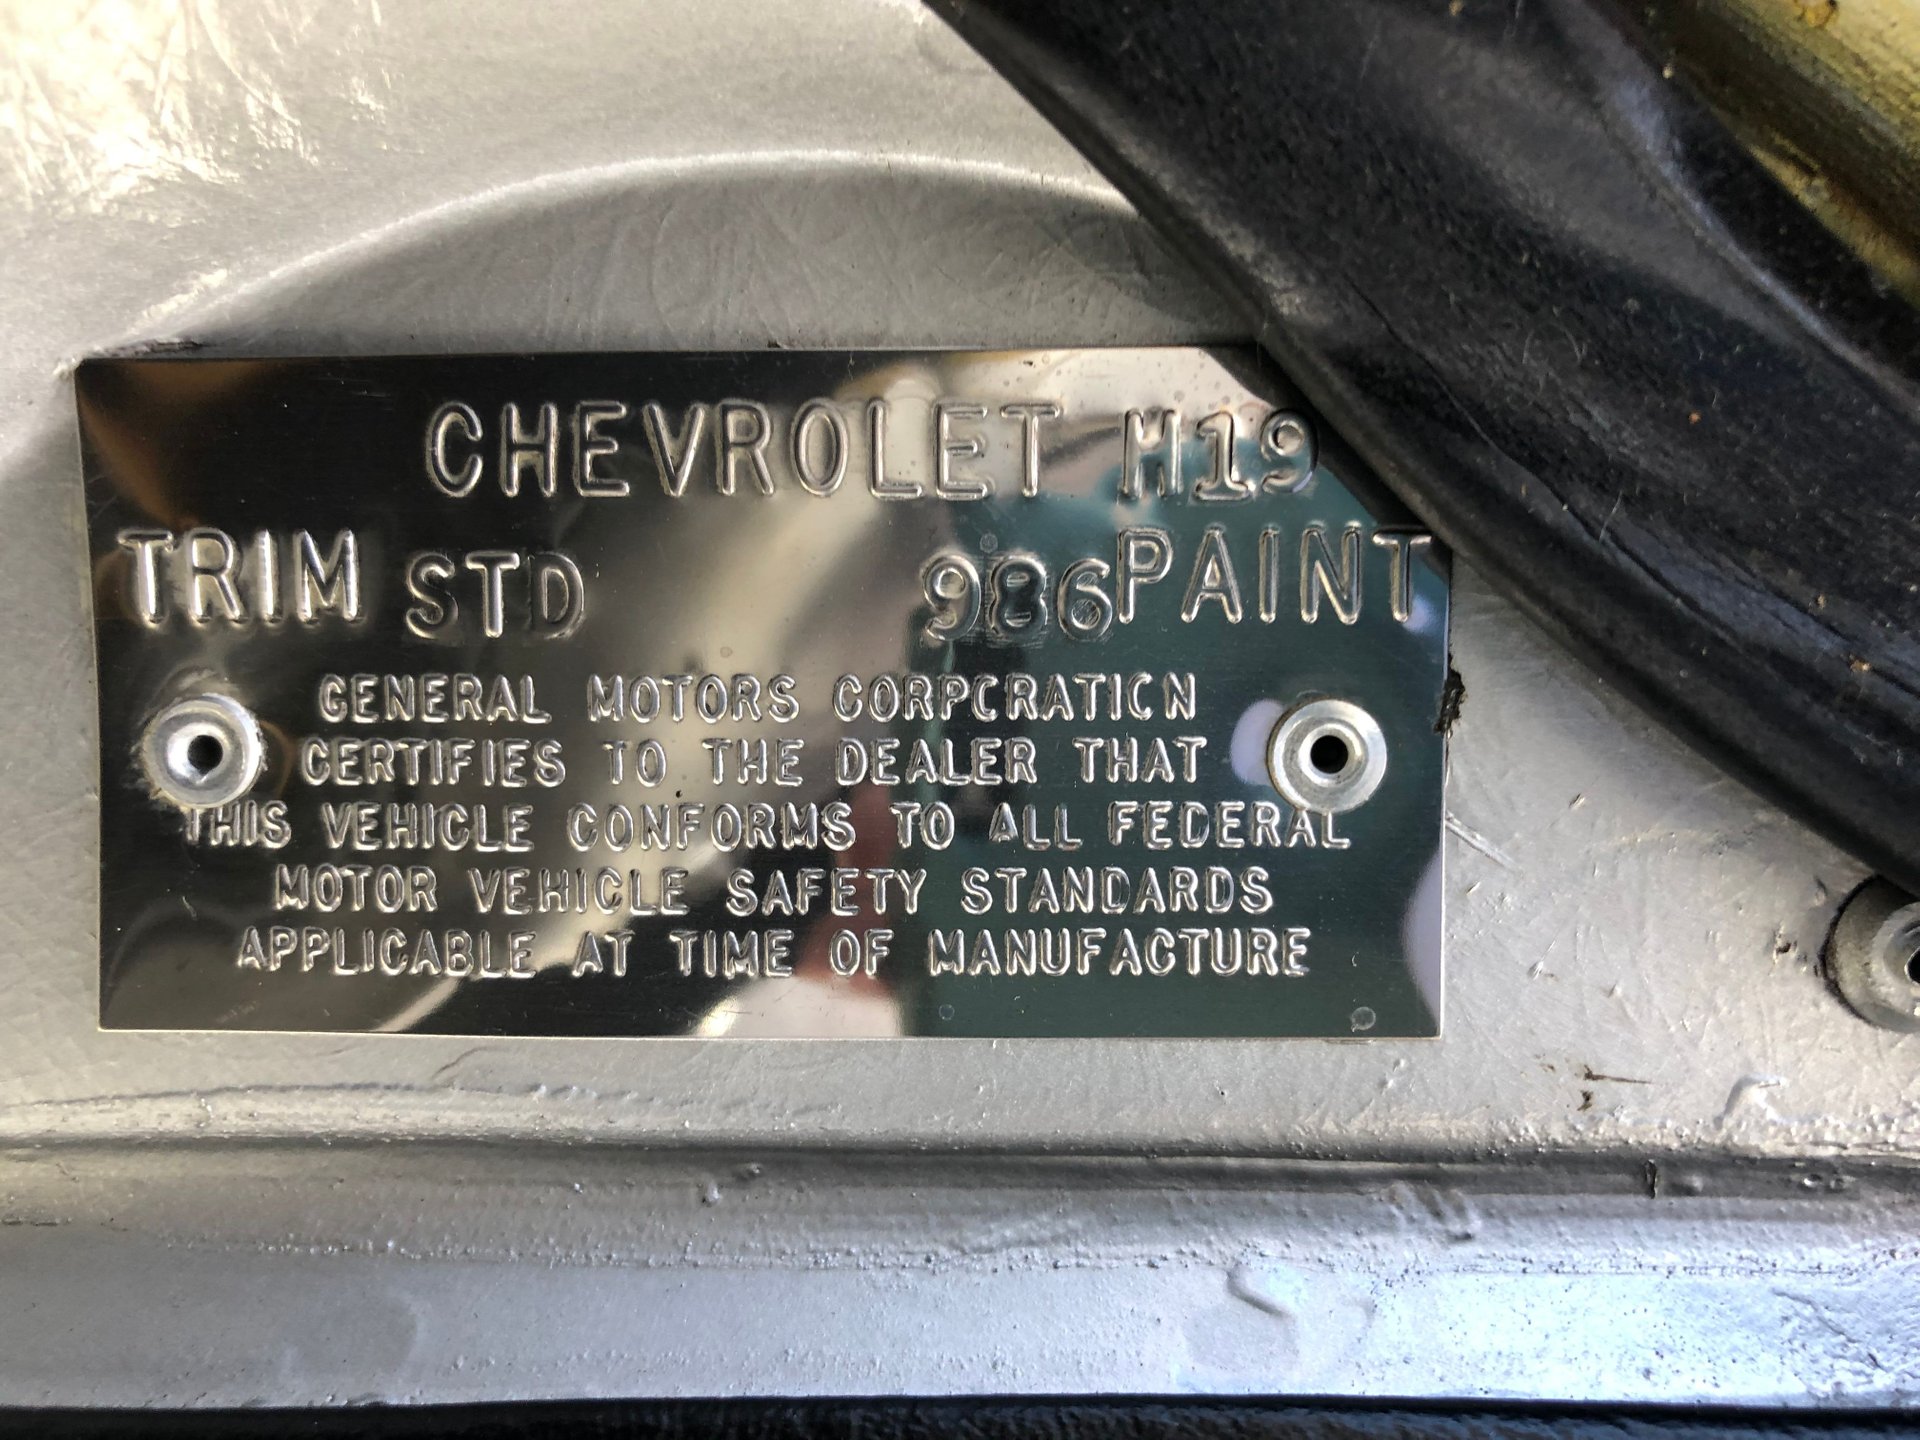 CHEVROLET M19
TRIM STD 986 PAINT
GENERAL MOTORS CORPCRATICN
CERTIFIES TO THE DEALER THAT
THIS VEHICLE CONFORMS TO ALL FEDERAL
MOTOR VEHICLE SAFETY STANDARDS
APPLICABLE AT TIME OF MANUFACTURE